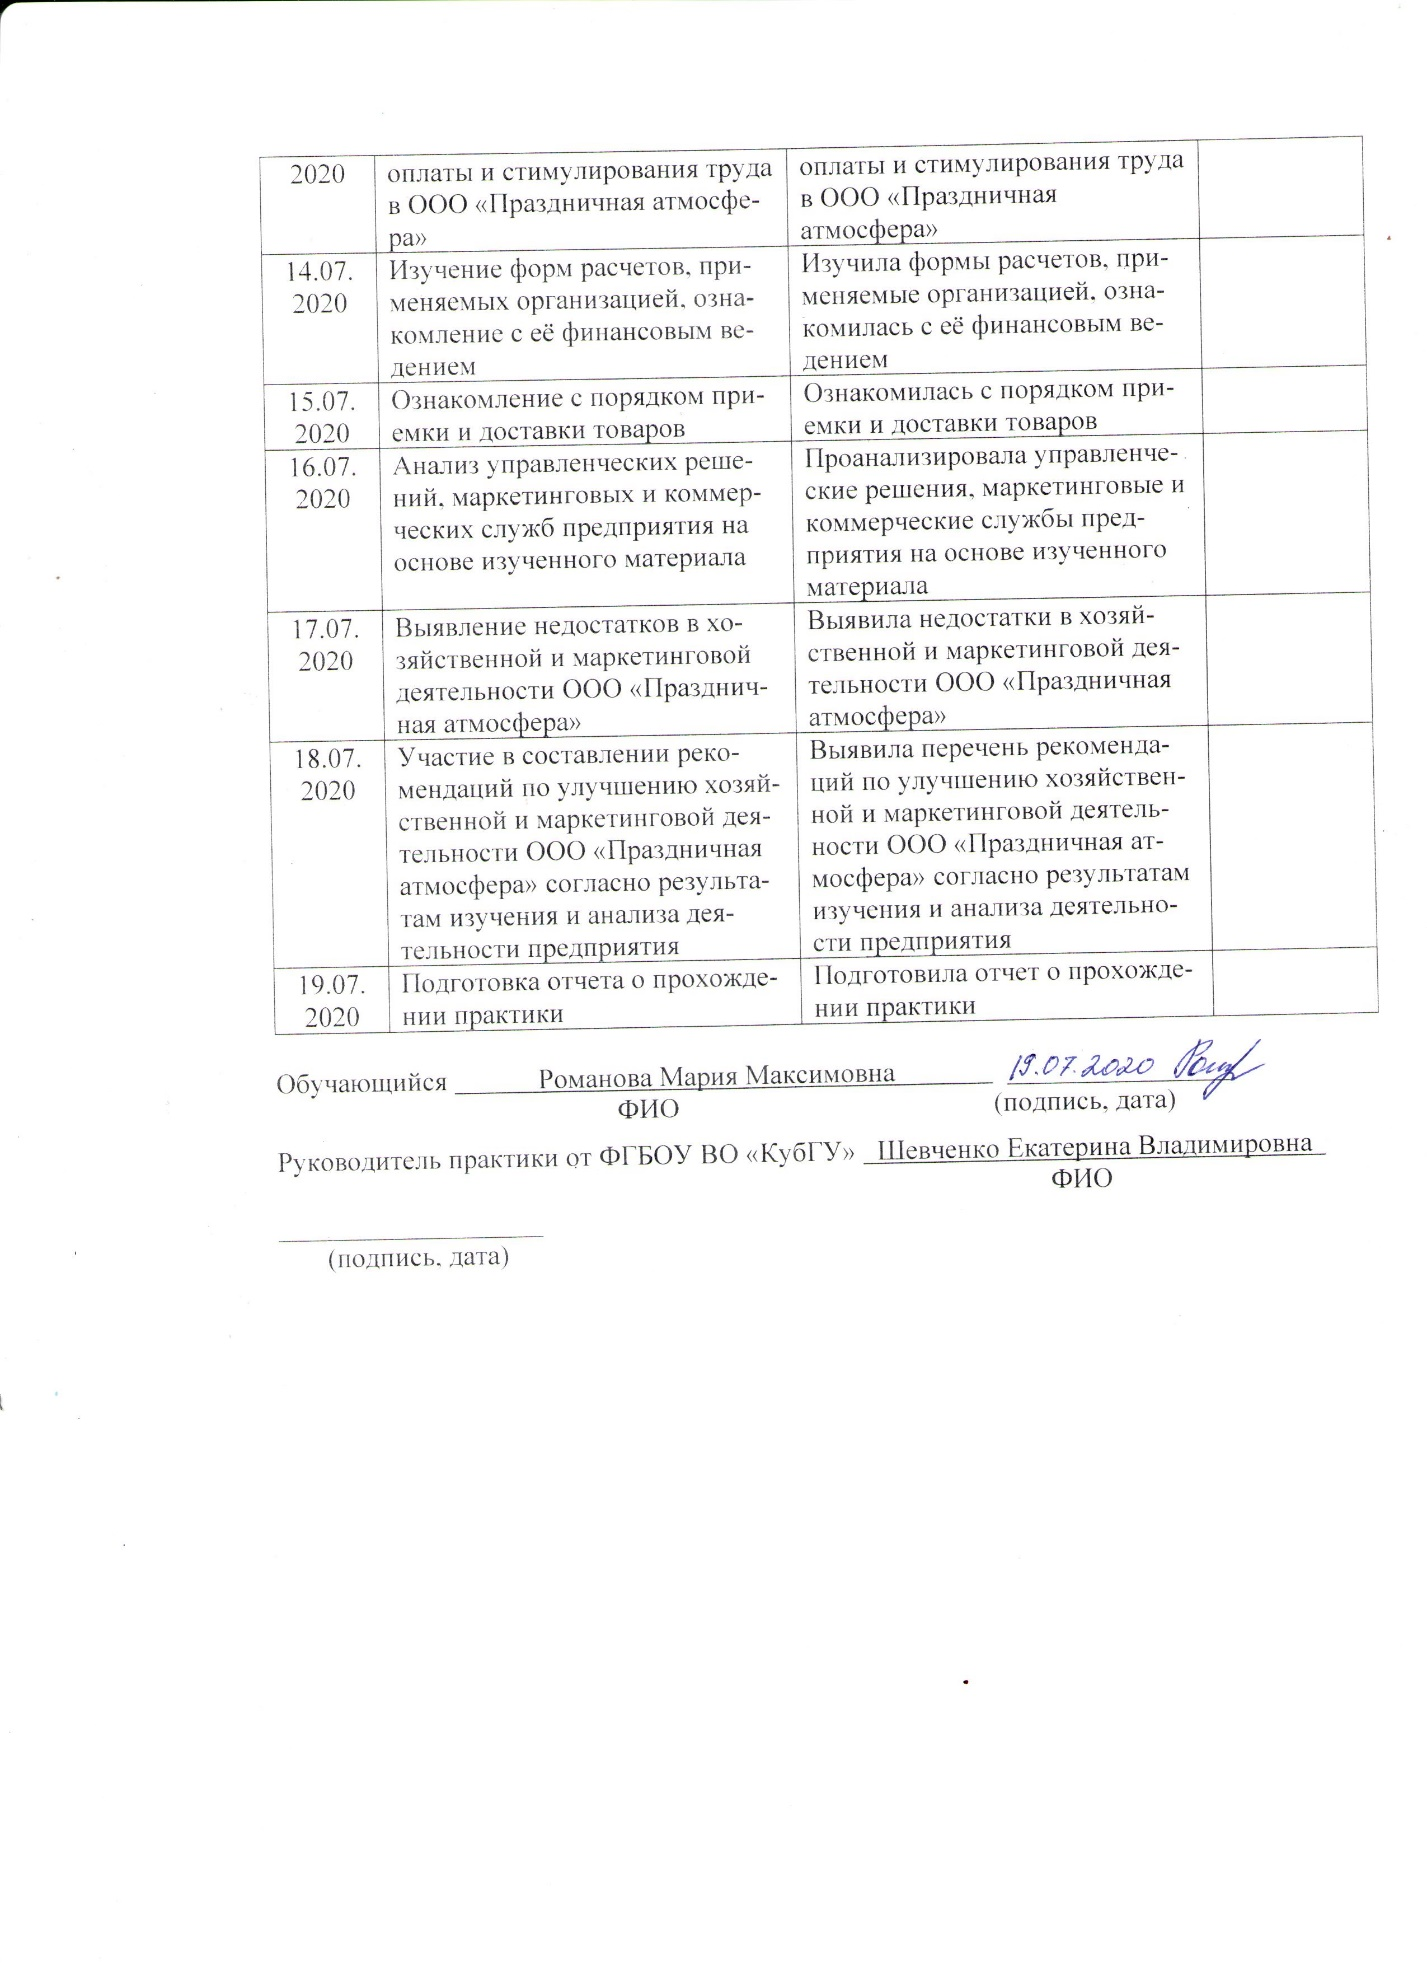 2020
оплаты и стимулирования труда
в ООО «Праздничная атмосфе-
ра»
оплаты и стимулирования труда
в ООО «Праздничная
атмосфера»
14.07.
2020
Изучение форм расчетов, при-
меняемых организацией, озна-
комление с её финансовым ве-
дением
Изучила формы расчетов, при-
меняемые организацией, озна-
комилась с её финансовым ве-
дением
15.07.
2020
Ознакомление с порядком при-
емки и доставки товаров
Ознакомилась с порядком при-
емки и доставки товаров
16.07.
2020
Анализ управленческих реше-
ний, маркетинговых и коммер-
ческих служб предприятия на
основе изученного материала
Проанализировала управленче-
ские решения, маркетинговые и
коммерческие службы пред-
приятия на основе изученного
материала
17.07.
2020
Выявление недостатков в хо-
зяйственной и маркетинговой
деятельности ООО «Празднич-
ная атмосфера»
Выявила недостатки в хозяй-
ственной и маркетинговой дея-
тельности ООО «Праздничная
атмосфера»
18.07.
2020
Участие в составлении реко-
мендаций по улучшению хозяй-
ственной и маркетинговой дея-
тельности ООО «Праздничная
атмосфера» согласно результа-
там изучения и анализа дея-
тельности предприятия
Выявила перечень рекоменда-
ций по улучшению хозяйствен-
ной и маркетинговой деятель-
ности ООО «Праздничная ат-
мосфера» согласно результатам
изучения и анализа деятельно-
сти предприятия
19.07.
2020
Подготовка отчета о прохожде-
нии практики
Подготовила отчет о прохожде-
нии практики
Обучающийся Романова Мария Максимовна 19.07.2020
ФИО (подпись, дата)
Руководитель практики от ФГБОУ ВО «КубГУ» Шевченко Екатерина Владимировна
ФИО
(подпись, дата)